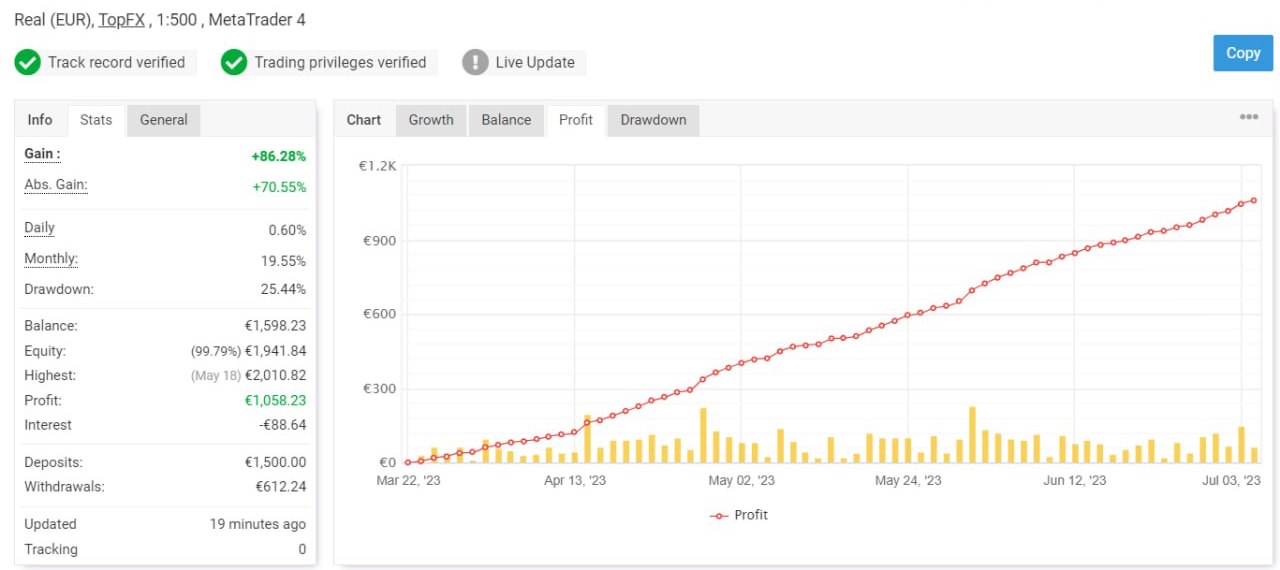 Real (EUR), TopFX , 1:500 , MetaTrader 4
Track record verified
Trading privileges verified
! Live Update
Copy
Info Stats General
Gain : +86.28%
Abs. Gain: +70.55%
Daily 0.60%
Monthly: 19.55%
Drawdown: 25.44%
Balance: €1,598.23
Equity: (99.79%) €1,941.84
Highest: (May 18) €2,010.82
Profit: €1,058.23
Interest -€88.64
Deposits: €1,500.00
Withdrawals: €612.24
Updated 19 minutes ago
Tracking 0
Chart Growth Balance Profit Drawdown
€1.2K
€900
€600
€300
€0
Mar 22, '23 Apr 13, '23 May 02, '23 May 24, '23 Jun 12, '23 Jul 03, '23
Profit